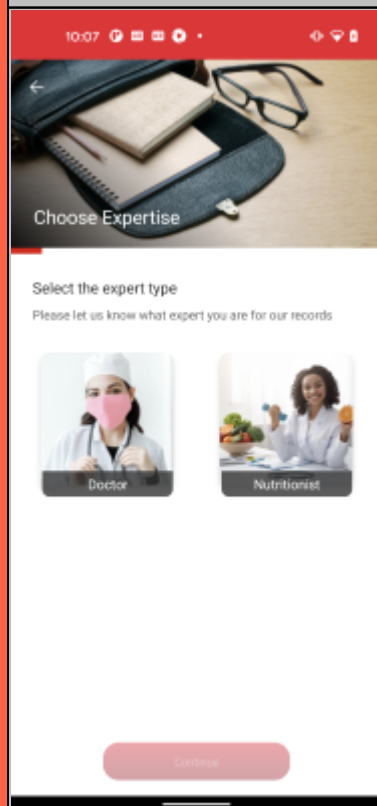 10:07
Choose Expertise
Select the expert type
Please let us know what expert you are for our records
Doctor
Nutritionist
Continue